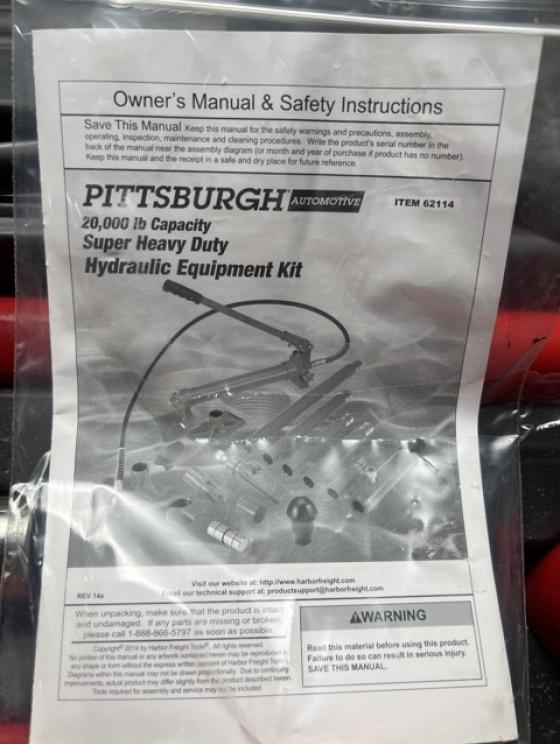 Owner's Manual & Safety Instructions
Save This Manual Keep this manual for the safety warnings and precautions, assembly,
operating, inspection, maintenance and cleaning procedures. Write the product's serial number in the
back of the manual near the assembly diagram (or month and year of purchase if product has no number).
Keep this manual and the receipt in a safe and dry place for future reference.
PITTSBURGH AUTOMOTIVE ITEM 62114
20,000 lb Capacity
Super Heavy Duty
Hydraulic Equipment Kit
Visit our website at: http://www.harborfreight.com
REV 14a Email our technical support at: productsupport@harborfreight.com
When unpacking, make sure that the product is intact
and undamaged. If any parts are missing or broken,
please call 1-888-866-5797 as soon as possible.
Copyright© 2014 by Harbor Freight Tools®. All rights reserved.
No portion of this manual or any artwork contained herein may be reproduced in
any shape or form without the express written consent of Harbor Freight Tools.
Diagrams within this manual may not be drawn proportionally. Due to continuing
improvements, actual product may differ slightly from the product described herein.
Tools required for assembly and service may not be included.
⚠WARNING
Read this material before using this product.
Failure to do so can result in serious injury.
SAVE THIS MANUAL.